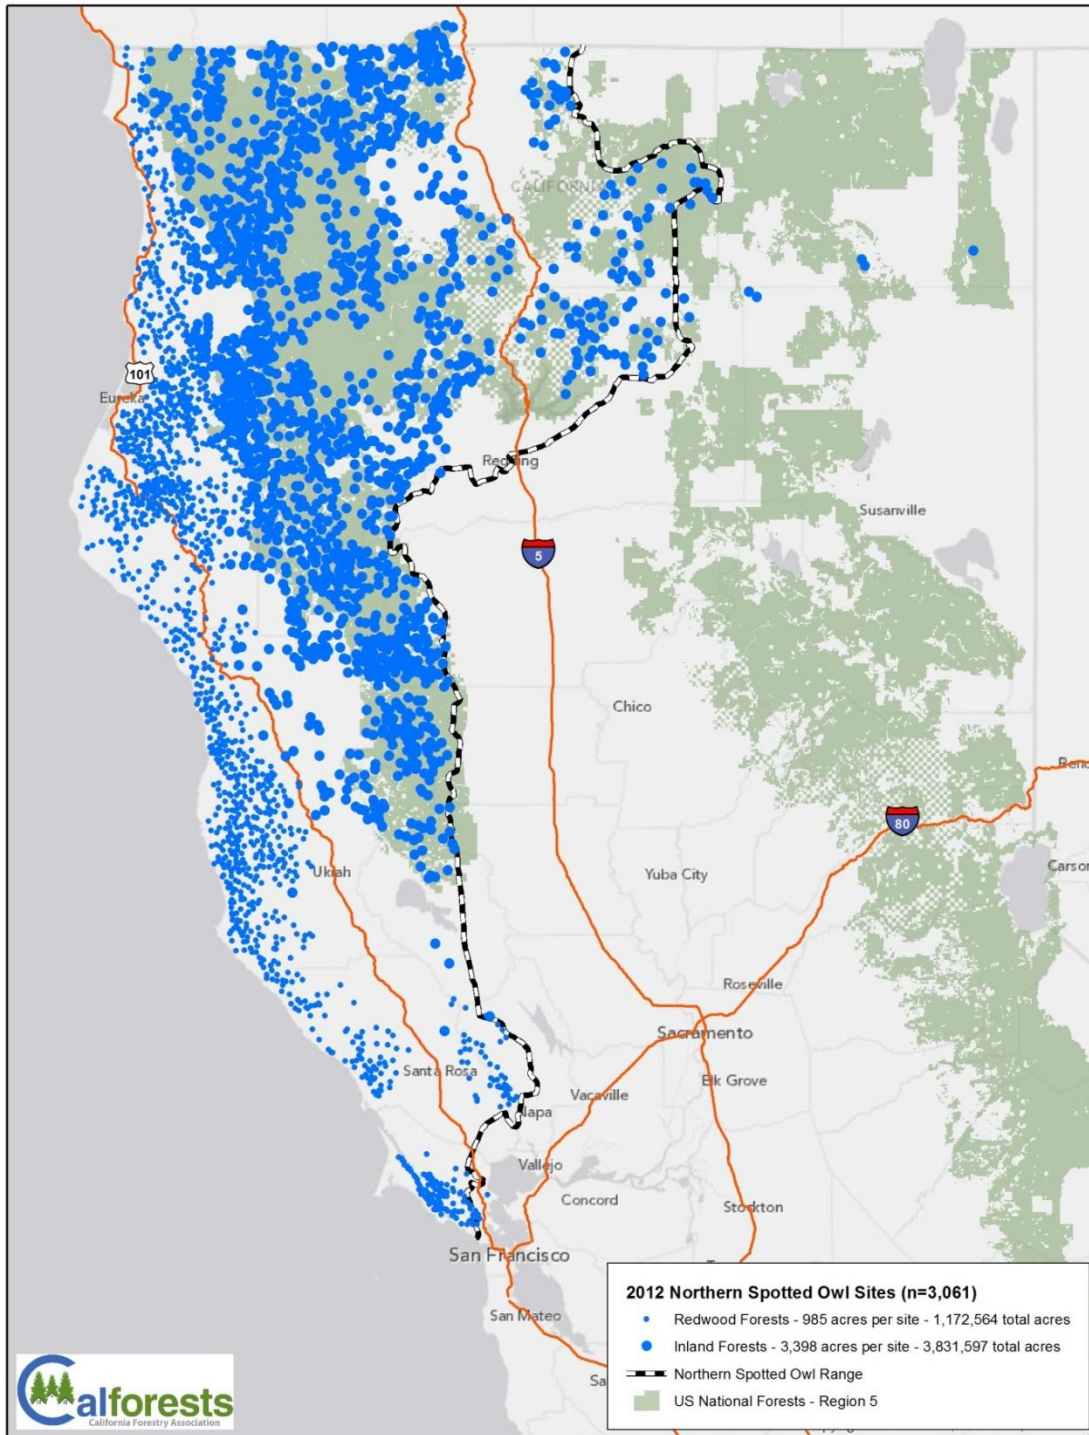 CALIFORNIA
101
Eureka
Redding
Susanville
5
Chico
Reno
80
Ukiah
Yuba City
Carson
Roseville
Sacramento
Santa Rosa
Elk Grove
Vacaville
Napa
Vallejo
Concord
Stockton
San Francisco
San Mateo
2012 Northern Spotted Owl Sites (n=3,061)
Redwood Forests - 985 acres per site - 1,172,564 total acres
Inland Forests - 3,398 acres per site - 3,831,597 total acres
Northern Spotted Owl Range
US National Forests - Region 5
Calforests
California Forestry Association